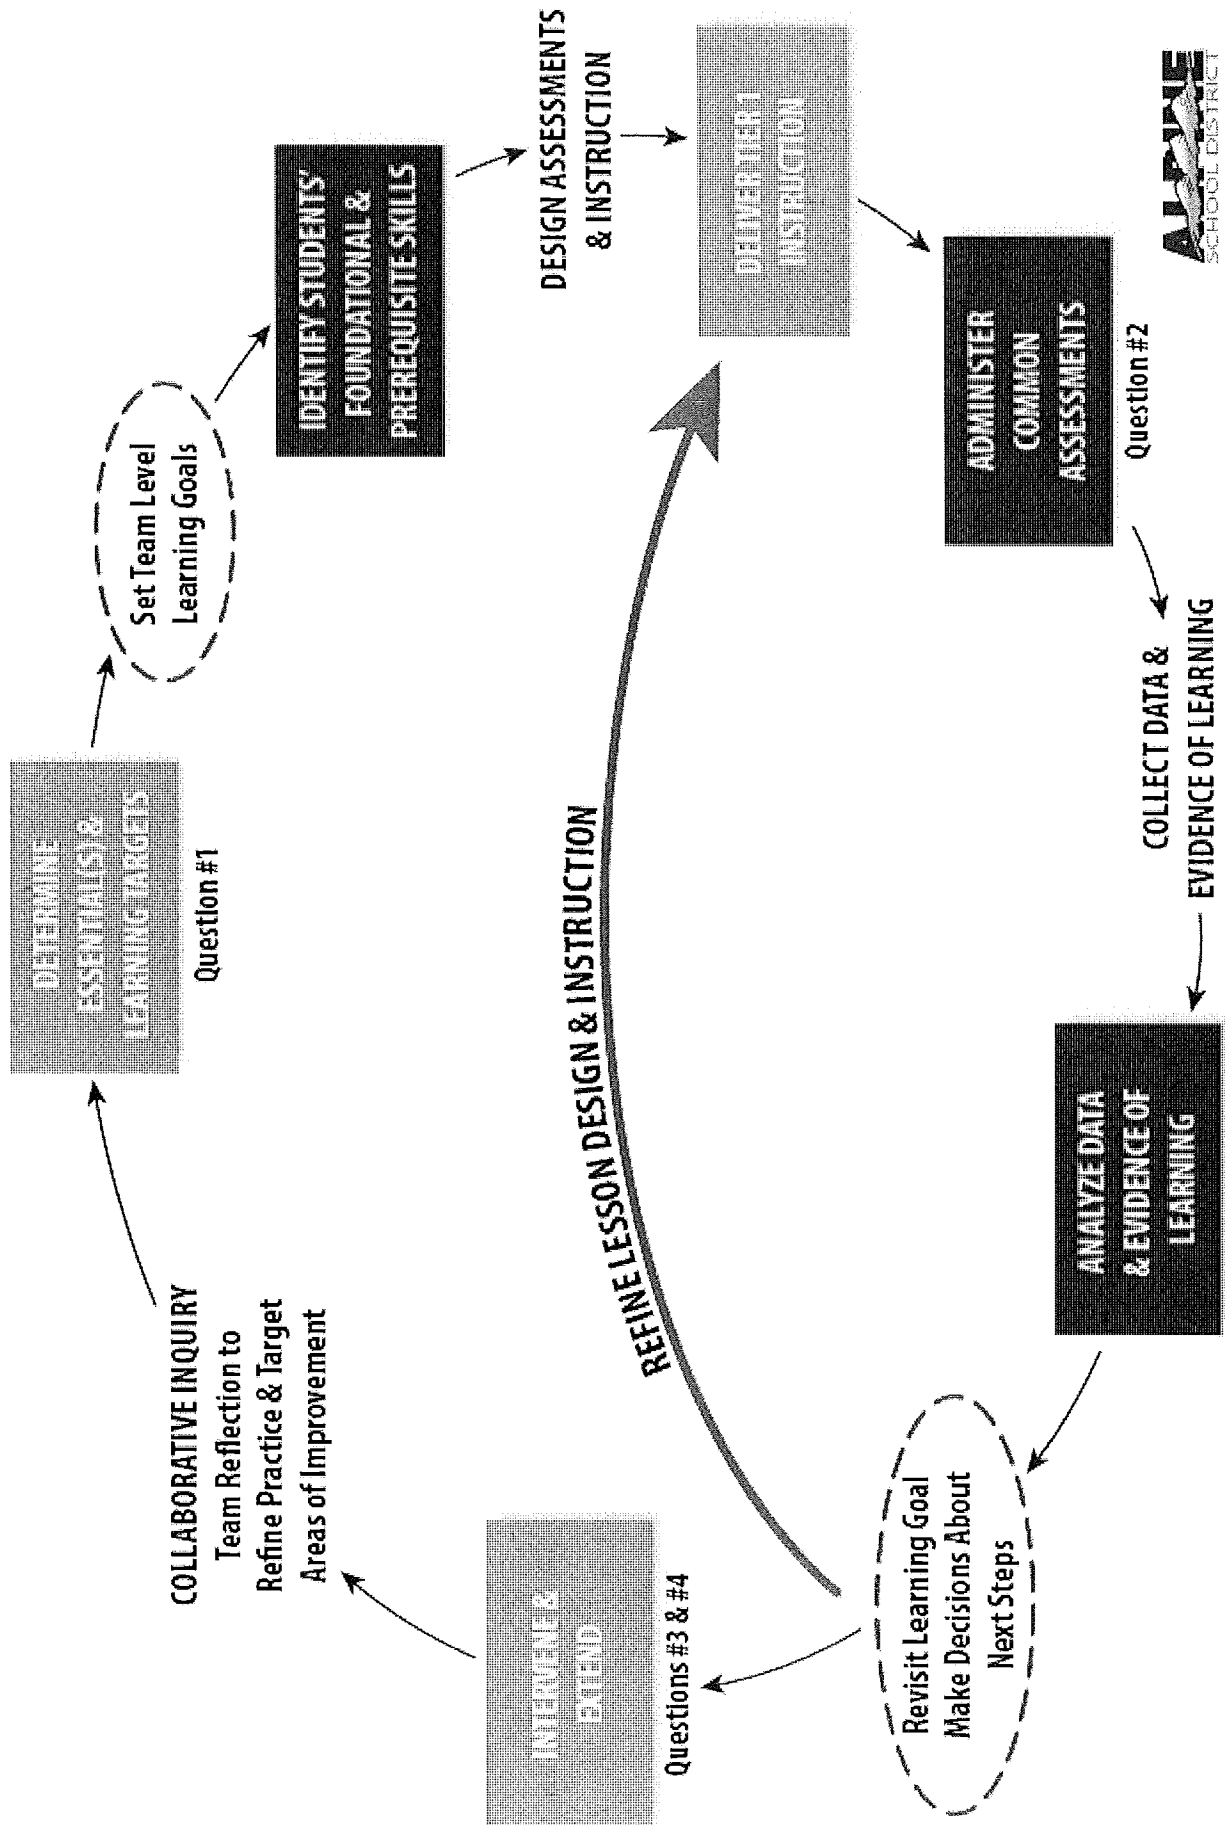 DETERMINE
ESSENTIAL(S) &
LEARNING TARGETS
Question #1
Set Team Level
Learning Goals
IDENTIFY STUDENTS'
FOUNDATIONAL &
PREREQUISITE SKILLS
DESIGN ASSESSMENTS
& INSTRUCTION
DELIVER TIER 1
INSTRUCTION
ADMINISTER
COMMON
ASSESSMENTS
Question #2
COLLECT DATA &
EVIDENCE OF LEARNING
ANALYZE DATA
& EVIDENCE OF
LEARNING
Revisit Learning Goal
Make Decisions About
Next Steps
REFINE LESSON DESIGN & INSTRUCTION
INTERVENE &
EXTEND
Questions #3 & #4
COLLABORATIVE INQUIRY
Team Reflection to
Refine Practice & Target
Areas of Improvement
ALPINE
SCHOOL DISTRICT